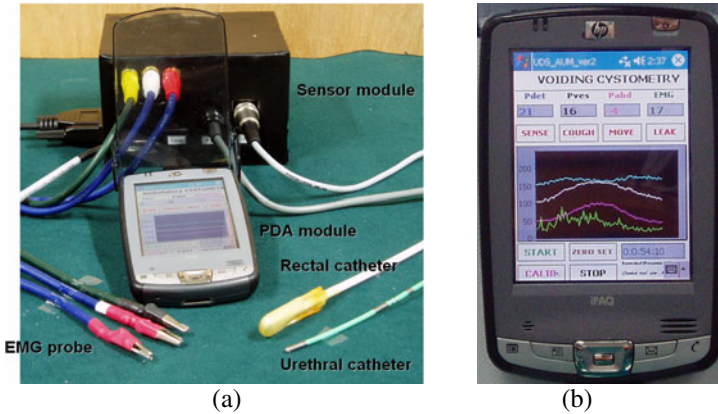 Sensor module
PDA module
Rectal catheter
EMG probe
Urethral catheter
(a)
hp
UDS_AUM_ver2 2:37
VOIDING CYSTOMETRY
Pdet Pves Pabd EMG
21 16 -4 17
SENSE COUGH MOVE LEAK
200
150
100
50
0
START ZERO SET 0:0:54:10
CALIB STOP
iPAQ
(b)